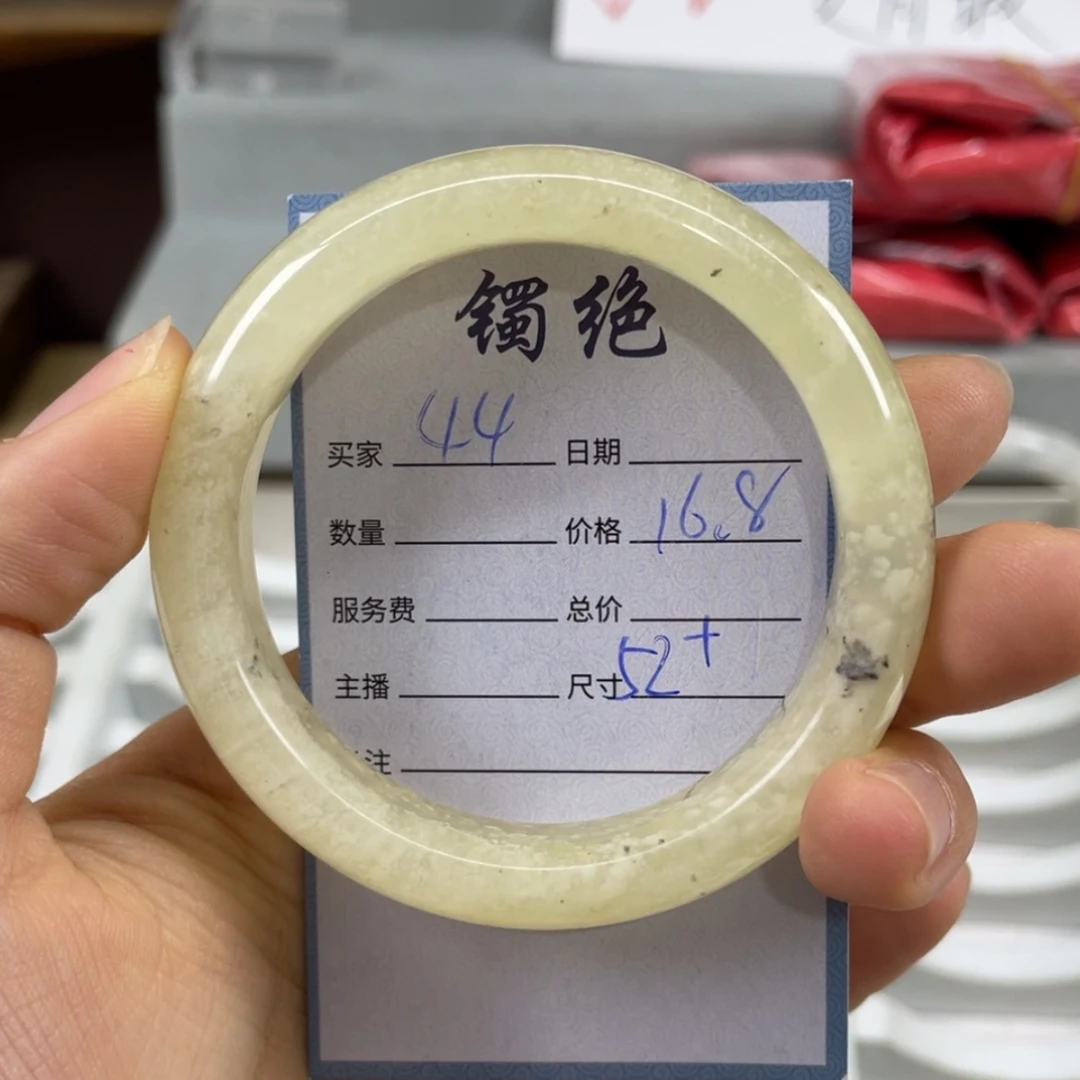 镯绝
买家 44 日期
数量 价格 16.8
服务费 总价
主播 尺寸 52+
注